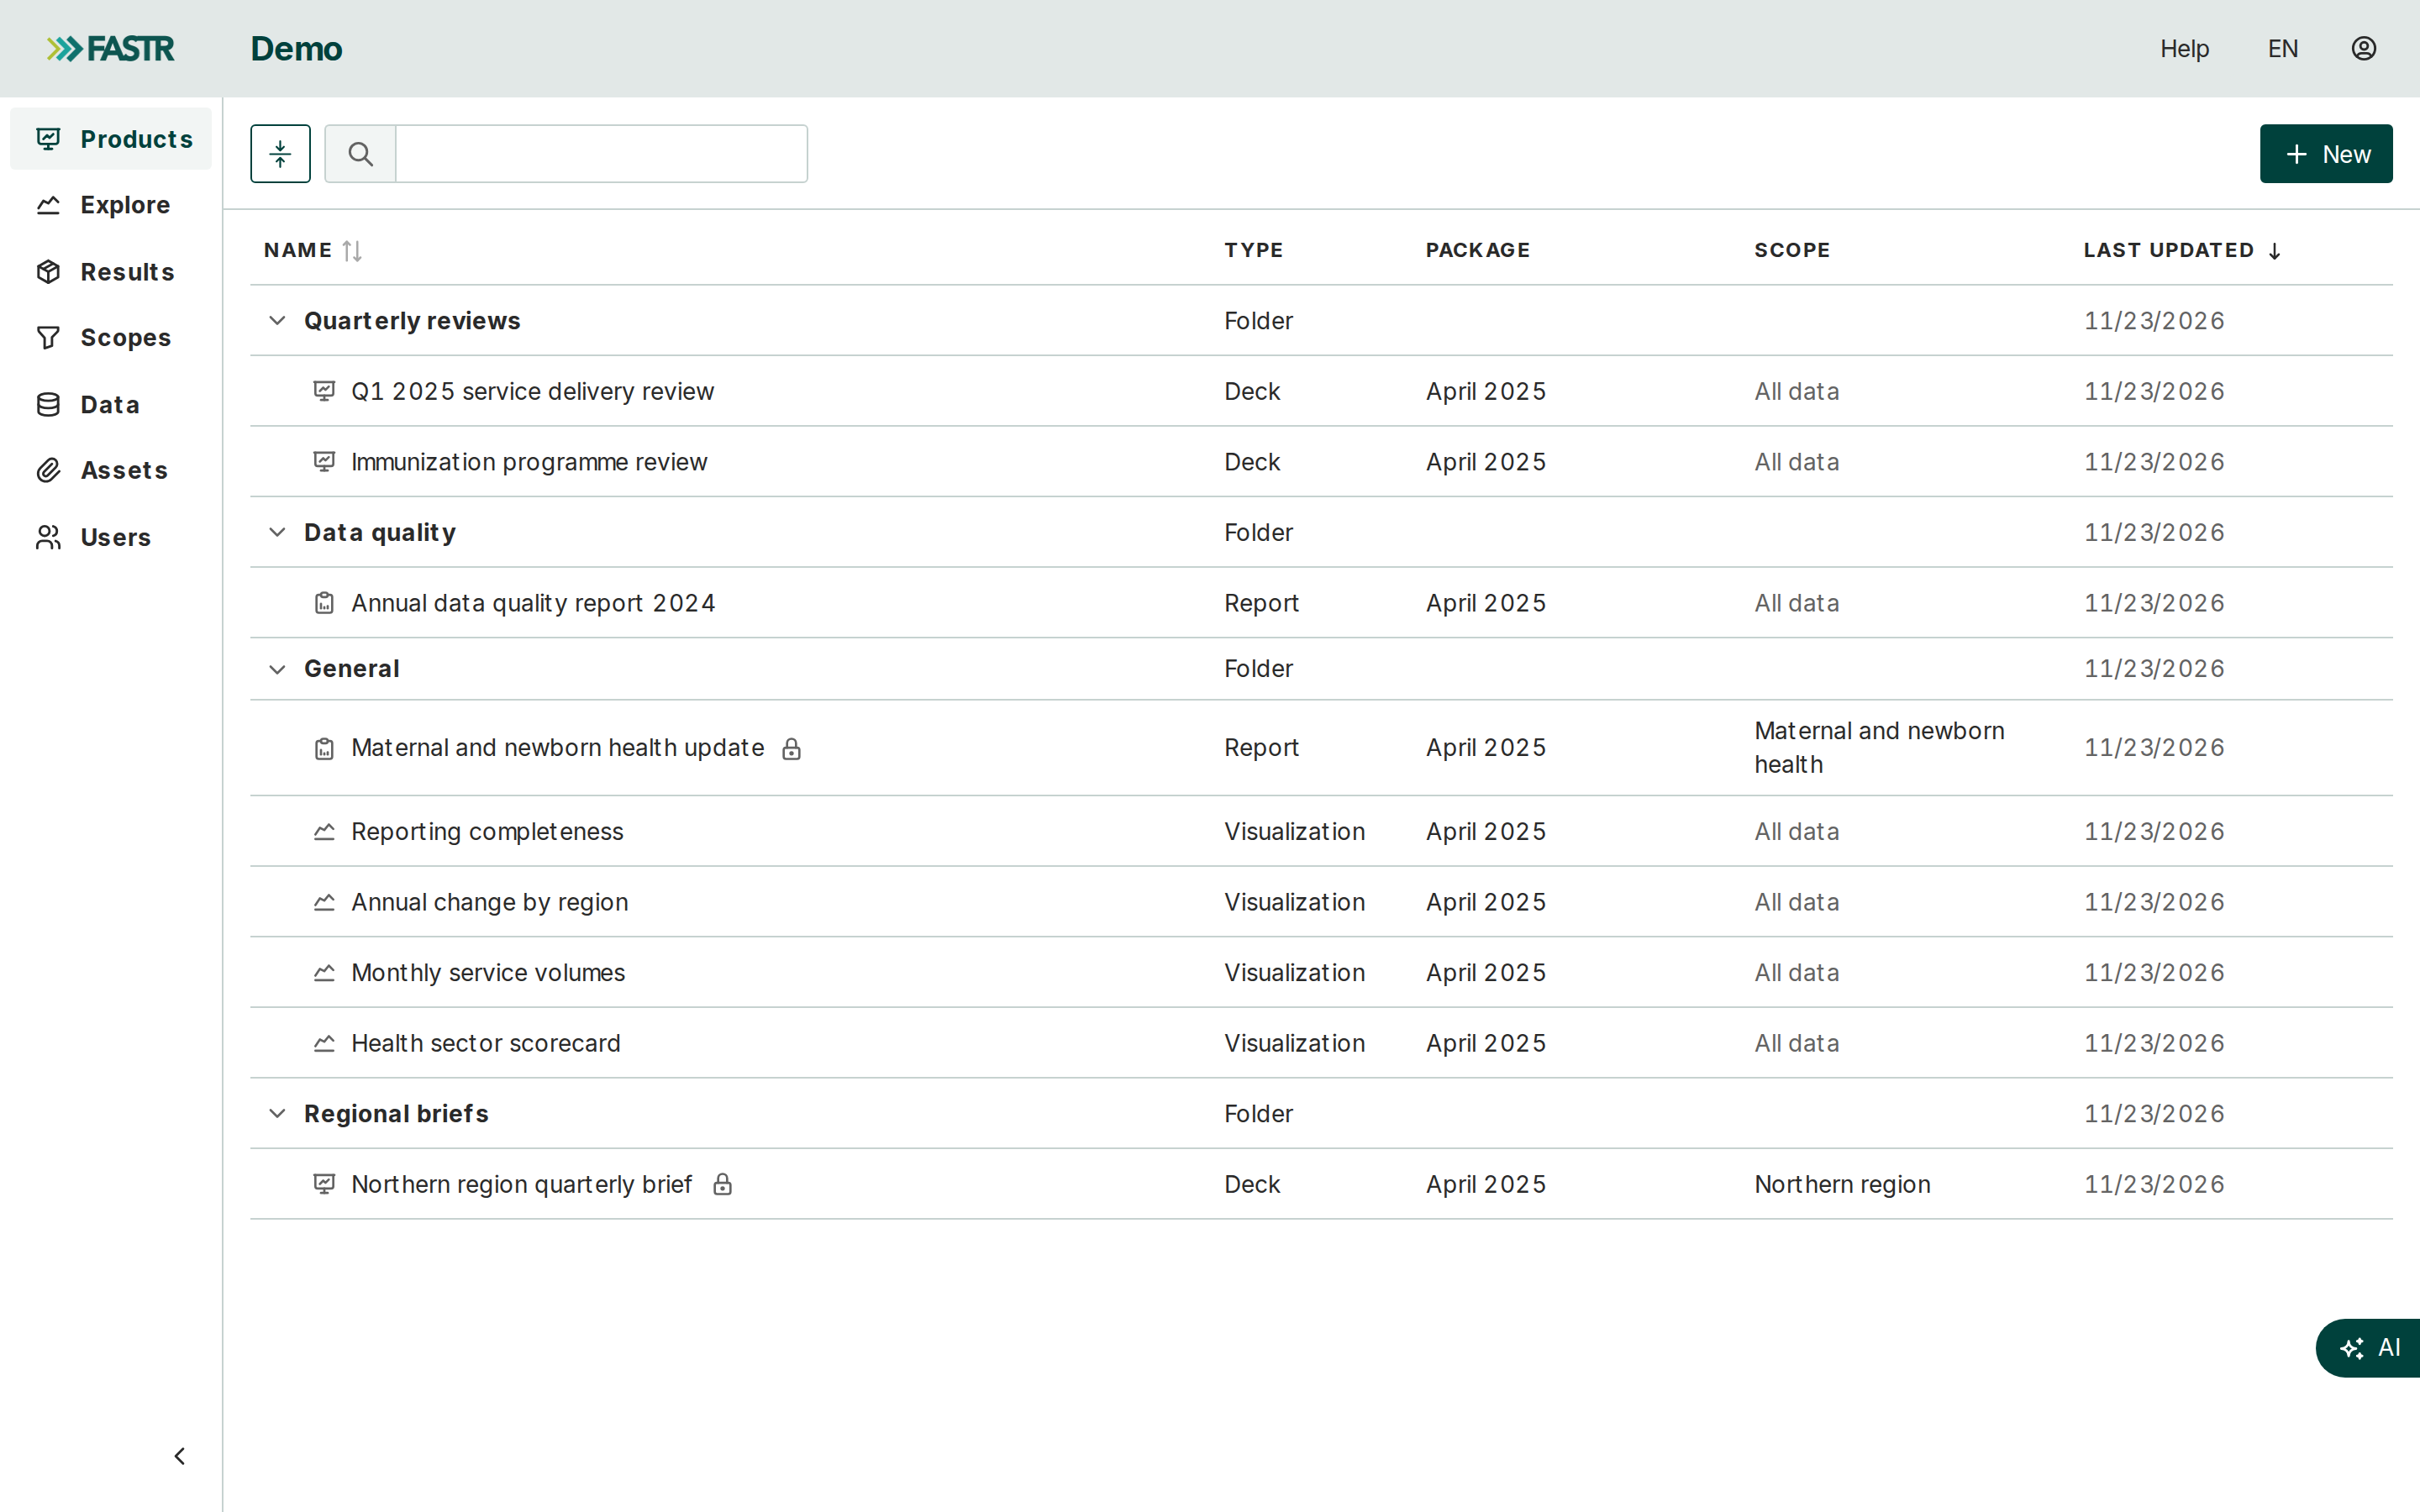 FASTR
Demo
Help
EN
Products
Explore
Results
Scopes
Data
Assets
Users
New
NAME TYPE PACKAGE SCOPE LAST UPDATED
Quarterly reviews Folder 11/23/2026
Q1 2025 service delivery review Deck April 2025 All data 11/23/2026
Immunization programme review Deck April 2025 All data 11/23/2026
Data quality Folder 11/23/2026
Annual data quality report 2024 Report April 2025 All data 11/23/2026
General Folder 11/23/2026
Maternal and newborn health update Report April 2025 Maternal and newborn health 11/23/2026
Reporting completeness Visualization April 2025 All data 11/23/2026
Annual change by region Visualization April 2025 All data 11/23/2026
Monthly service volumes Visualization April 2025 All data 11/23/2026
Health sector scorecard Visualization April 2025 All data 11/23/2026
Regional briefs Folder 11/23/2026
Northern region quarterly brief Deck April 2025 Northern region 11/23/2026
AI